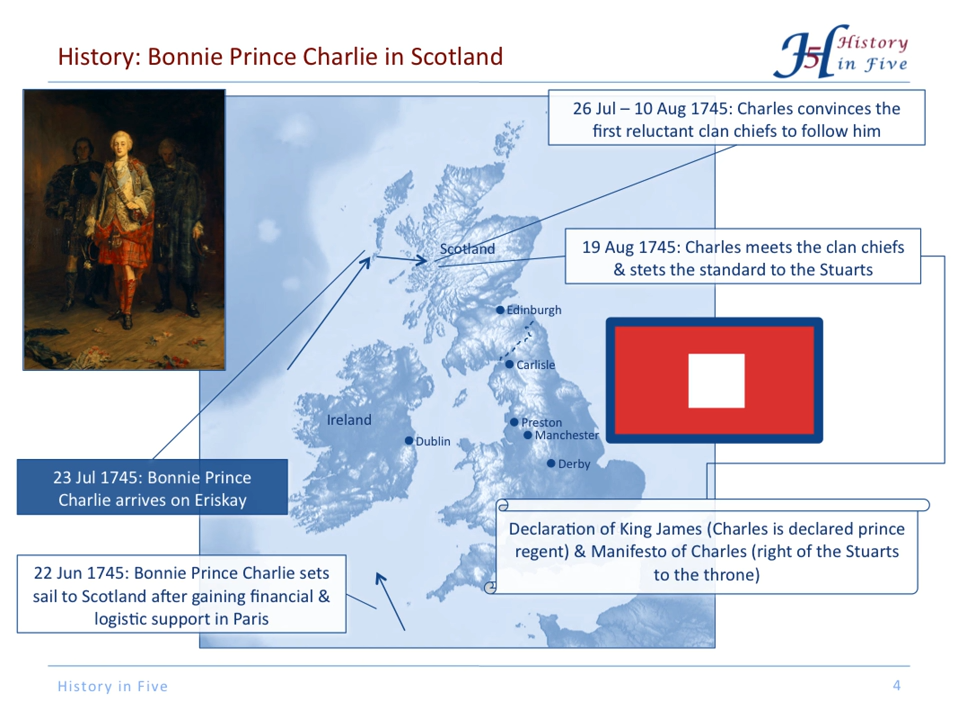 History: Bonnie Prince Charlie in Scotland
H5 History
in Five
26 Jul – 10 Aug 1745: Charles convinces the
first reluctant clan chiefs to follow him
Scotland
19 Aug 1745: Charles meets the clan chiefs
& stets the standard to the Stuarts
Edinburgh
Carlisle
Ireland
Preston
Dublin
Manchester
Derby
23 Jul 1745: Bonnie Prince
Charlie arrives on Eriskay
Declaration of King James (Charles is declared prince
regent) & Manifesto of Charles (right of the Stuarts
to the throne)
22 Jun 1745: Bonnie Prince Charlie sets
sail to Scotland after gaining financial &
logistic support in Paris
History in Five
4